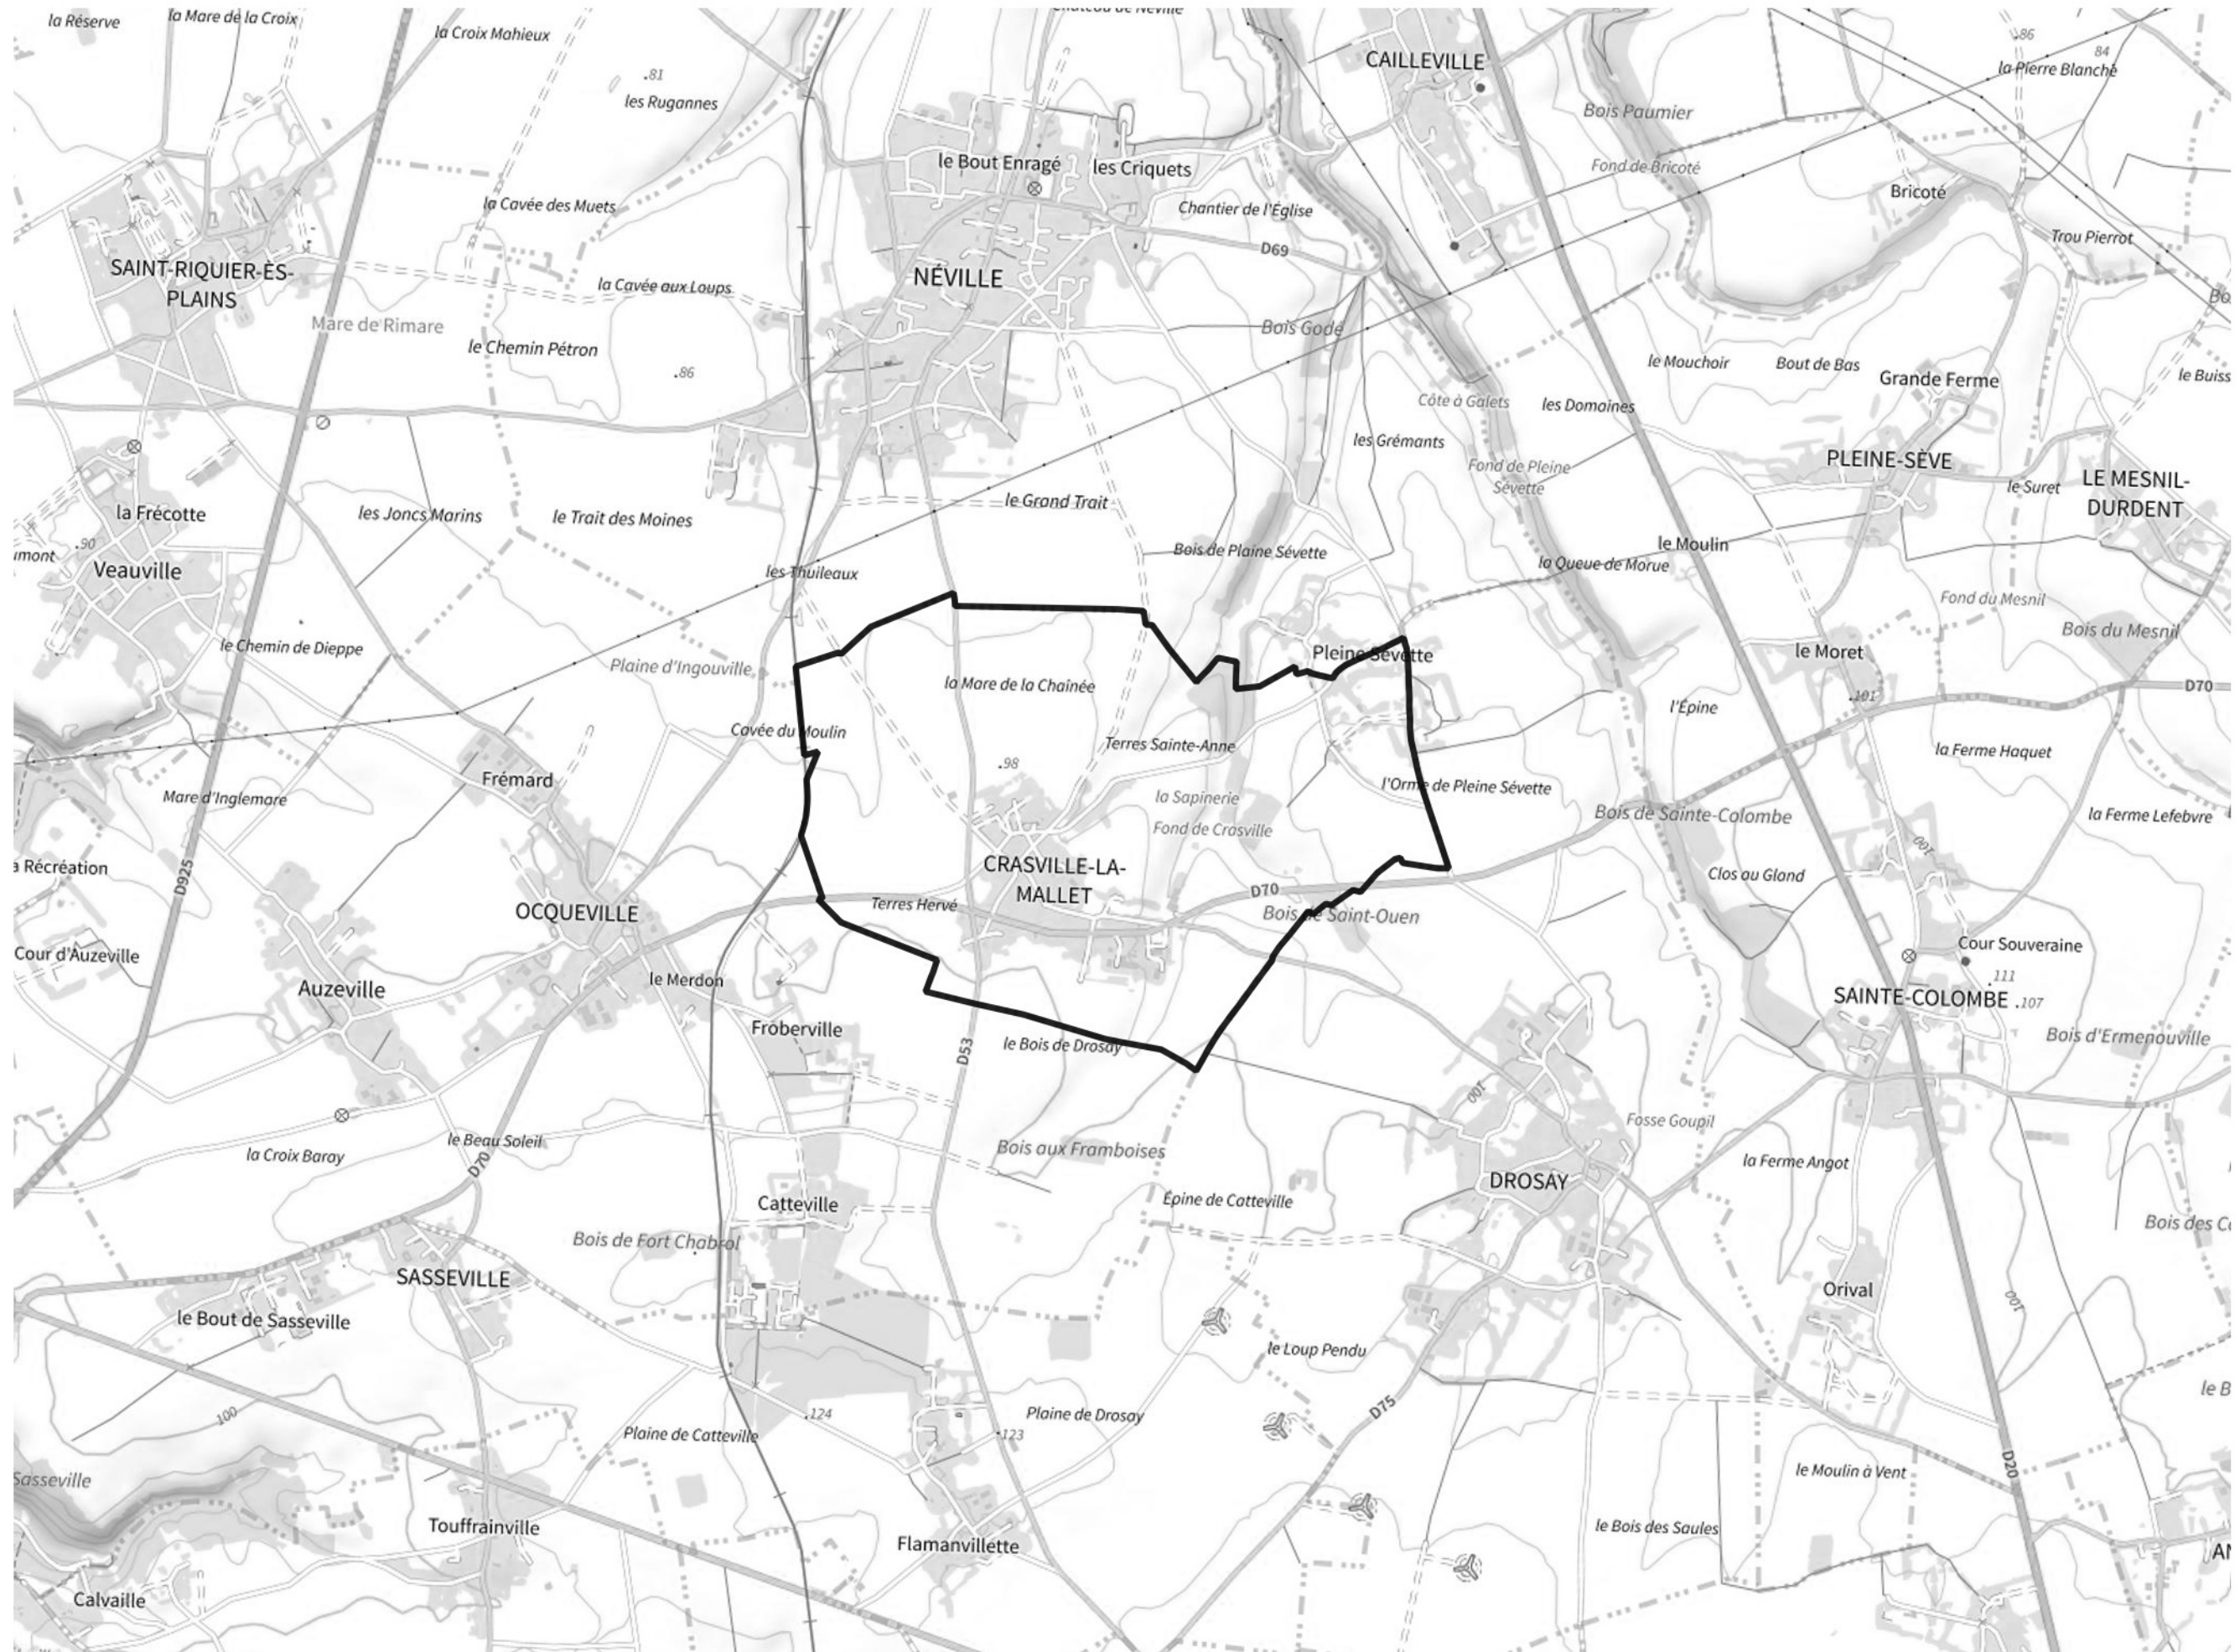 la Réserve
la Mare de la Croix
la Croix Mahieux
Château de Néville
CAILLEVILLE
.86
84
la Pierre Blanche
.81
les Rugannes
Bois Paumier
le Bout Enragé
les Criquets
Fond de Bricoté
Bricoté
la Cavée des Muets
Chantier de l'Église
Trou Pierrot
D69
SAINT-RIQUIER-ÈS-
PLAINS
NÉVILLE
la Cavée aux Loups
Mare de Rimare
Bois Godé
le Chemin Pétron
.86
le Mouchoir
Bout de Bas
Grande Ferme
le Buiss
Côte à Galets
les Domaines
les Grémants
PLEINE-SÈVE
Fond de Pleine
Sévette
le Suret
LE MESNIL-
DURDENT
la Frécotte
les Joncs Marins
le Trait des Moines
le Grand Trait
umont
.90
Veauville
les Thuileaux
Bois de Plaine Sévette
la Queue de Morue
le Moulin
Fond du Mesnil
Bois du Mesnil
le Chemin de Dieppe
Plaine d'Ingouville
Pleine Sévette
le Moret
la Mare de la Chaînée
.101
D70
l'Épine
Cavée du Moulin
Terres Sainte-Anne
la Ferme Haquet
.98
Frémard
Mare d'Inglemare
la Sapinerie
l'Orme de Pleine Sévette
Bois de Sainte-Colombe
la Ferme Lefebvre
Fond de Crasville
100
a Récréation
D925
CRASVILLE-LA-
MALLET
Clos au Gland
OCQUEVILLE
Terres Hervé
D70
Bois de Saint-Ouen
Cour d'Auzeville
Cour Souveraine
Auzeville
le Merdon
.111
SAINTE-COLOMBE
.107
Froberville
D53
le Bois de Drosay
Bois d'Ermenouville
100
Fosse Goupil
la Croix Baray
le Beau Soleil
D70
Bois aux Framboises
la Ferme Angot
DROSAY
Catteville
Épine de Catteville
Bois de Fort Chabrol
SASSEVILLE
Orival
100
le Bout de Sasseville
le Loup Pendu
le B
100
.124
Plaine de Drosay
D75
Plaine de Catteville
.123
Sasseville
le Moulin à Vent
D20
Touffrainville
le Bois des Saules
Flamanvillette
Calvaille